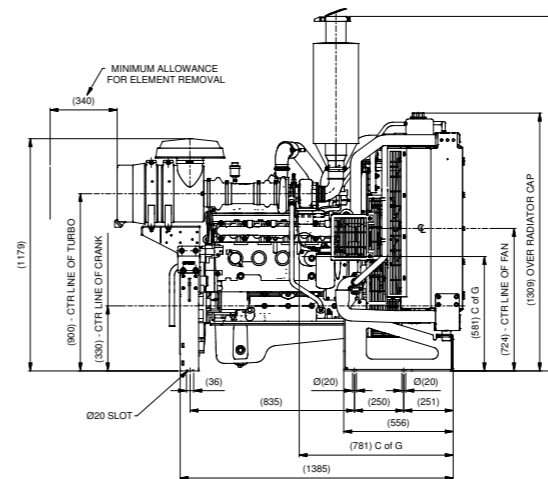 MINIMUM ALLOWANCE
FOR ELEMENT REMOVAL
(340)
(1179)
(900) - CTR LINE OF TURBO
(330) - CTR LINE OF CRANK
(581) C of G
(724) - CTR LINE OF FAN
(1309) OVER RADIATOR CAP
Ø20 SLOT
(36)
(835)
Ø(20)
(250)
Ø(20)
(251)
(556)
(781) C of G
(1385)